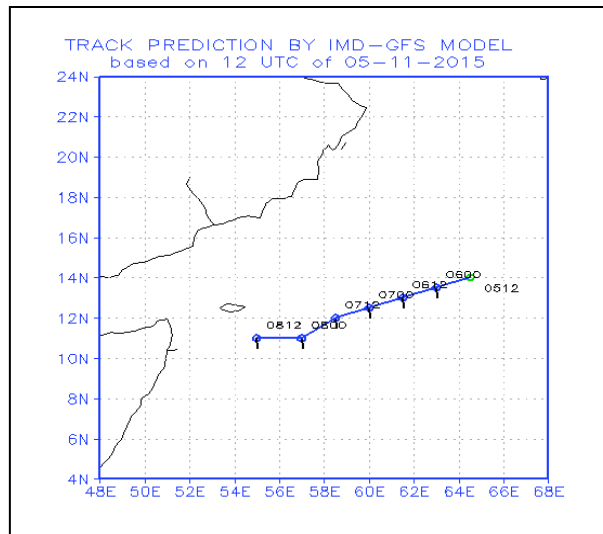 TRACK PREDICTION BY IMD-GFS MODEL
based on 12 UTC of 05-11-2015
24N
22N
20N
18N
16N
14N
12N
10N
8N
6N
4N
0600
0512
0612
0700
0712
0800
0812
48E 50E 52E 54E 56E 58E 60E 62E 64E 66E 68E